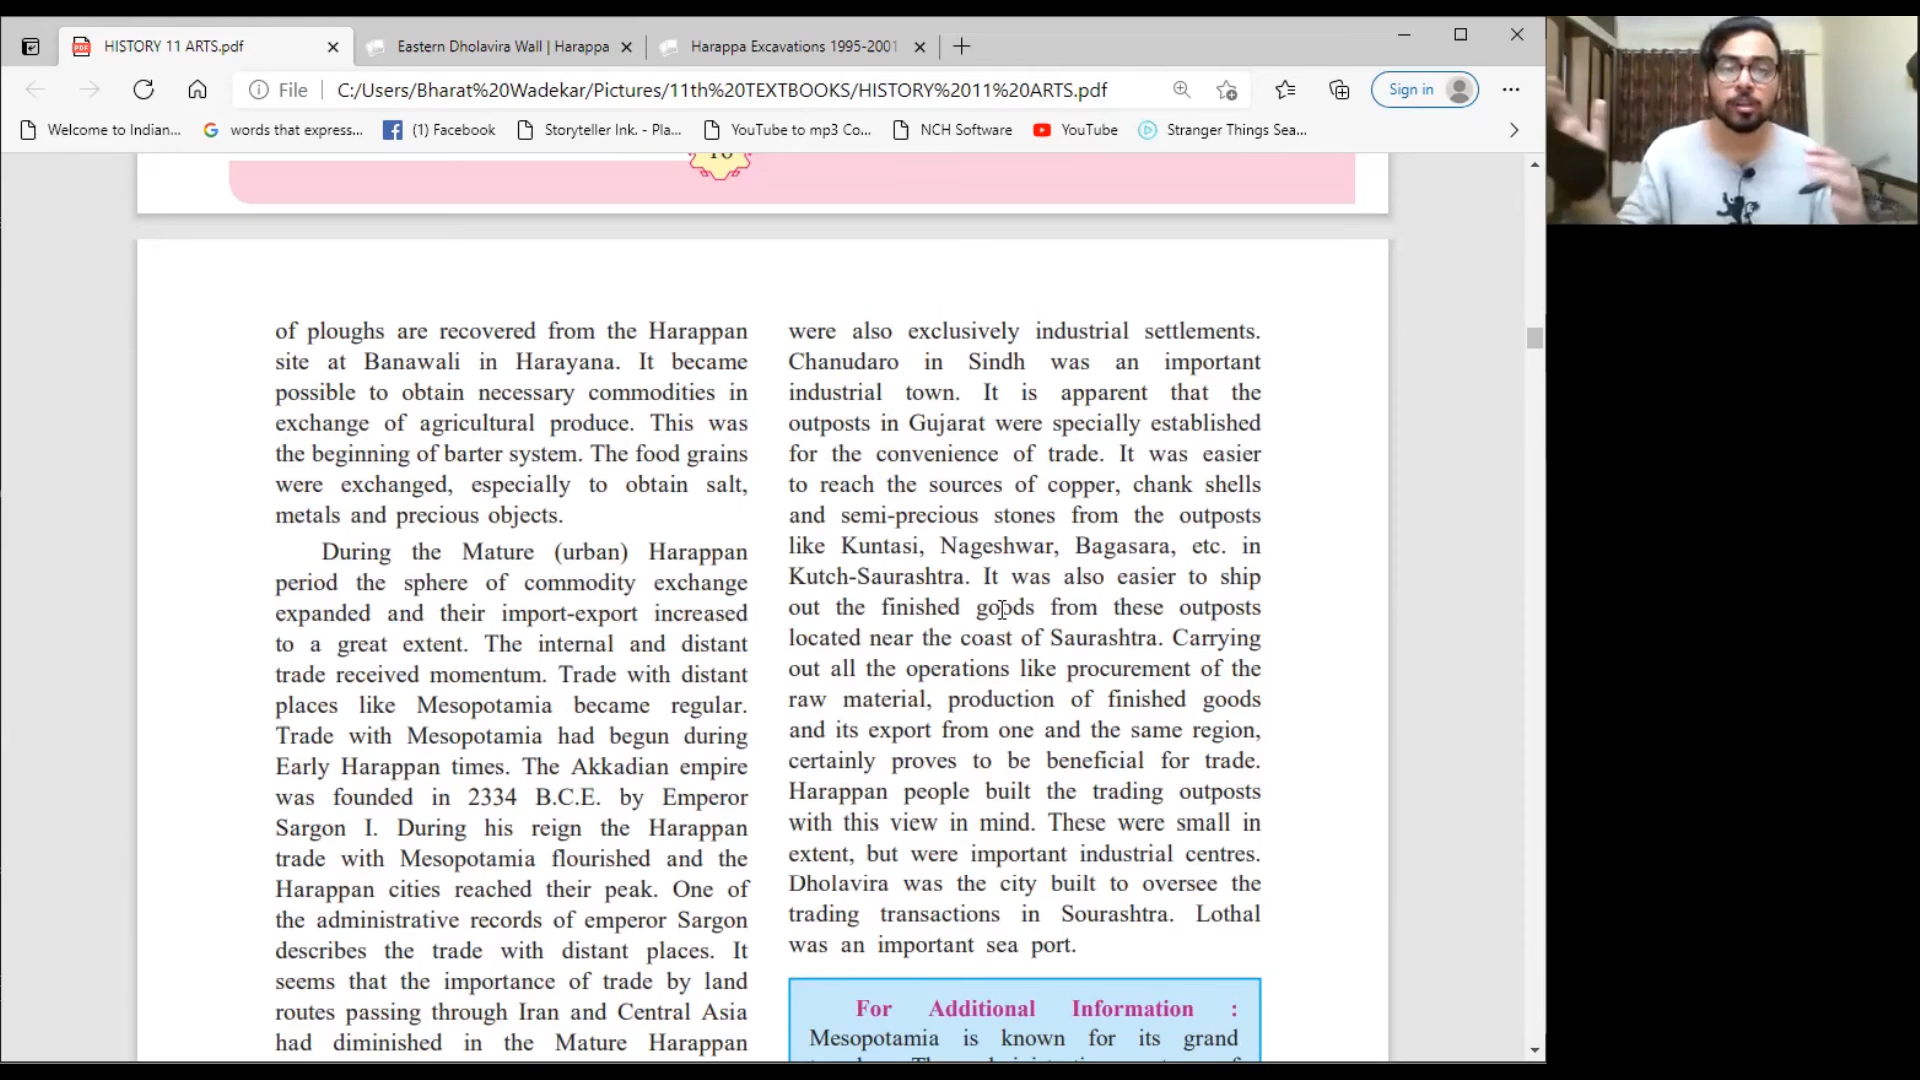 HISTORY 11 ARTS.pdf
Eastern Dholavira Wall | Harappa
Harappa Excavations 1995-2001
File
C:/Users/Bharat%20Wadekar/Pictures/11th%20TEXTBOOKS/HISTORY%2011%20ARTS.pdf
Sign in
Welcome to Indian...
words that express...
(1) Facebook
Storyteller Ink. - Pla...
YouTube to mp3 Co...
NCH Software
YouTube
Stranger Things Sea...
of ploughs are recovered from the Harappan
site at Banawali in Harayana. It became
possible to obtain necessary commodities in
exchange of agricultural produce. This was
the beginning of barter system. The food grains
were exchanged, especially to obtain salt,
metals and precious objects.
During the Mature (urban) Harappan
period the sphere of commodity exchange
expanded and their import-export increased
to a great extent. The internal and distant
trade received momentum. Trade with distant
places like Mesopotamia became regular.
Trade with Mesopotamia had begun during
Early Harappan times. The Akkadian empire
was founded in 2334 B.C.E. by Emperor
Sargon I. During his reign the Harappan
trade with Mesopotamia flourished and the
Harappan cities reached their peak. One of
the administrative records of emperor Sargon
describes the trade with distant places. It
seems that the importance of trade by land
routes passing through Iran and Central Asia
had diminished in the Mature Harappan
were also exclusively industrial settlements.
Chanudaro in Sindh was an important
industrial town. It is apparent that the
outposts in Gujarat were specially established
for the convenience of trade. It was easier
to reach the sources of copper, chank shells
and semi-precious stones from the outposts
like Kuntasi, Nageshwar, Bagasara, etc. in
Kutch-Saurashtra. It was also easier to ship
out the finished goods from these outposts
located near the coast of Saurashtra. Carrying
out all the operations like procurement of the
raw material, production of finished goods
and its export from one and the same region,
certainly proves to be beneficial for trade.
Harappan people built the trading outposts
with this view in mind. These were small in
extent, but were important industrial centres.
Dholavira was the city built to oversee the
trading transactions in Sourashtra. Lothal
was an important sea port.
For Additional Information :
Mesopotamia is known for its grand